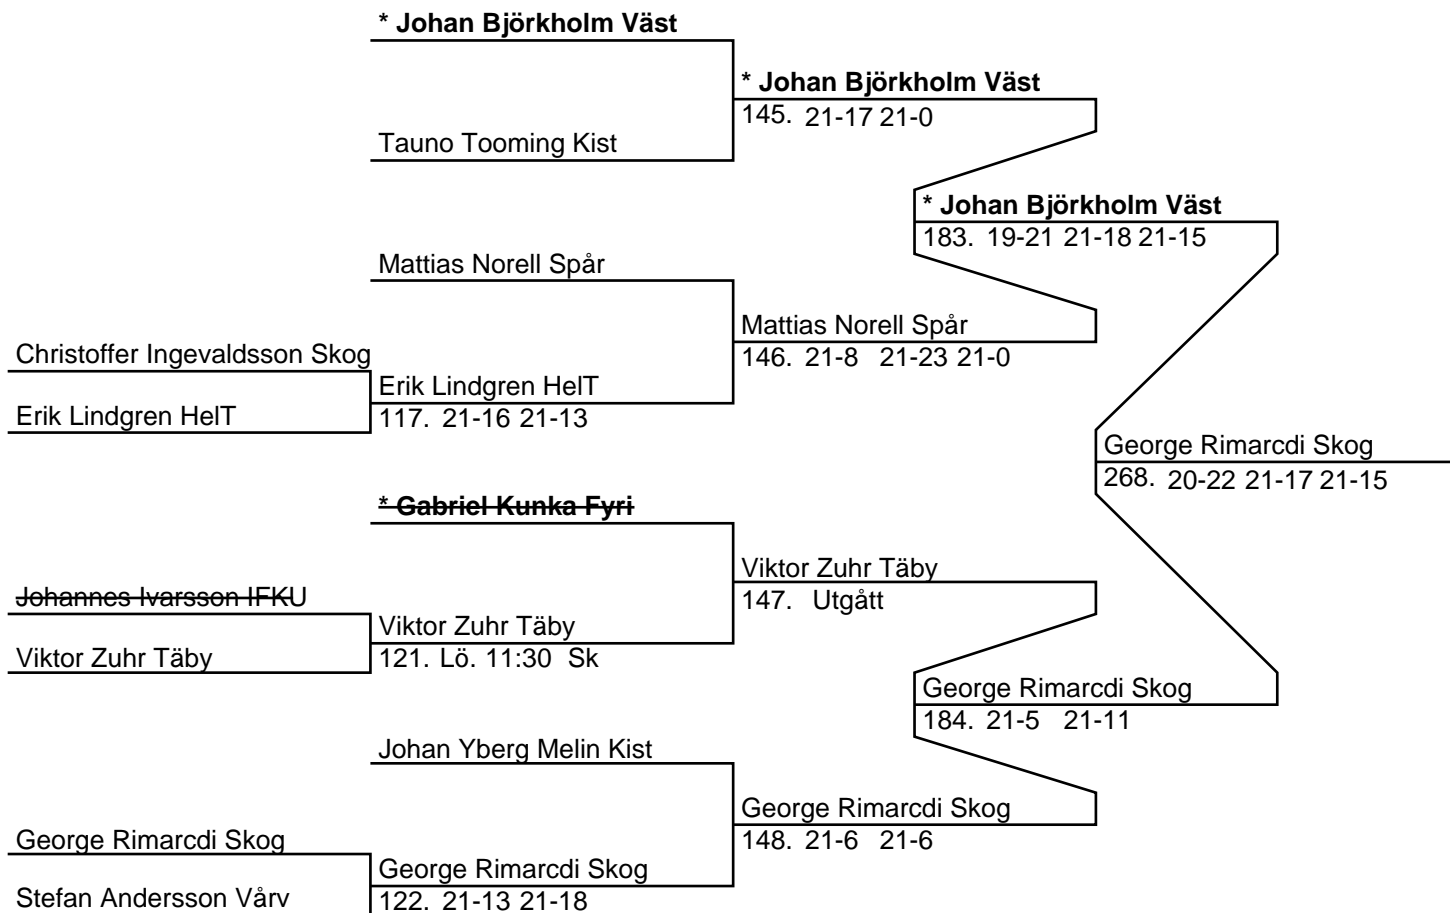 * Johan Björkholm Väst
* Johan Björkholm Väst
145. 21-17 21-0
Tauno Tooming Kist
* Johan Björkholm Väst
183. 19-21 21-18 21-15
Mattias Norell Spår
Mattias Norell Spår
146. 21-8 21-23 21-0
Christoffer Ingevaldsson Skog
Erik Lindgren HelT
Erik Lindgren HelT
117. 21-16 21-13
George Rimarcdi Skog
268. 20-22 21-17 21-15
* Gabriel Kunka Fyri
Viktor Zuhr Täby
147. Utgått
Johannes Ivarsson IFKU
Viktor Zuhr Täby
Viktor Zuhr Täby
121. Lö. 11:30 Sk
George Rimarcdi Skog
184. 21-5 21-11
Johan Yberg Melin Kist
George Rimarcdi Skog
148. 21-6 21-6
George Rimarcdi Skog
George Rimarcdi Skog
Stefan Andersson Vårv
122. 21-13 21-18